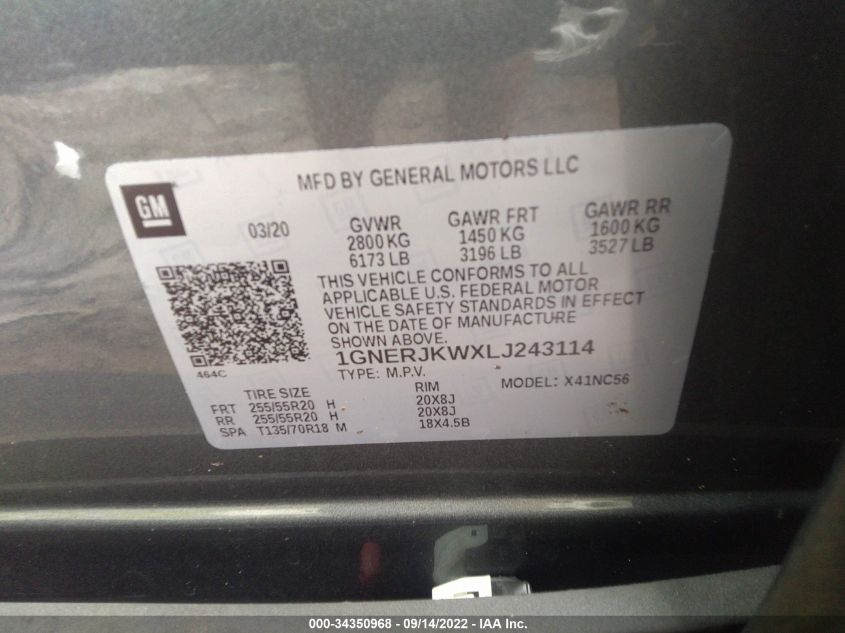 MFD BY GENERAL MOTORS LLC
GM
03/20 GVWR GAWR FRT GAWR RR
2800 KG 1450 KG 1600 KG
6173 LB 3196 LB 3527 LB
THIS VEHICLE CONFORMS TO ALL
APPLICABLE U.S. FEDERAL MOTOR
VEHICLE SAFETY STANDARDS IN EFFECT
ON THE DATE OF MANUFACTURE
SHOWN ABOVE.
1GNERJKWXLJ243114
464C
TYPE: M.P.V. MODEL: X41NC56
TIRE SIZE RIM
FRT 255/55R20 H 20X8J
RR 255/55R20 H 20X8J
SPA T135/70R18 M 18X4.5B
000-34350968 - 09/14/2022 - IAA Inc.